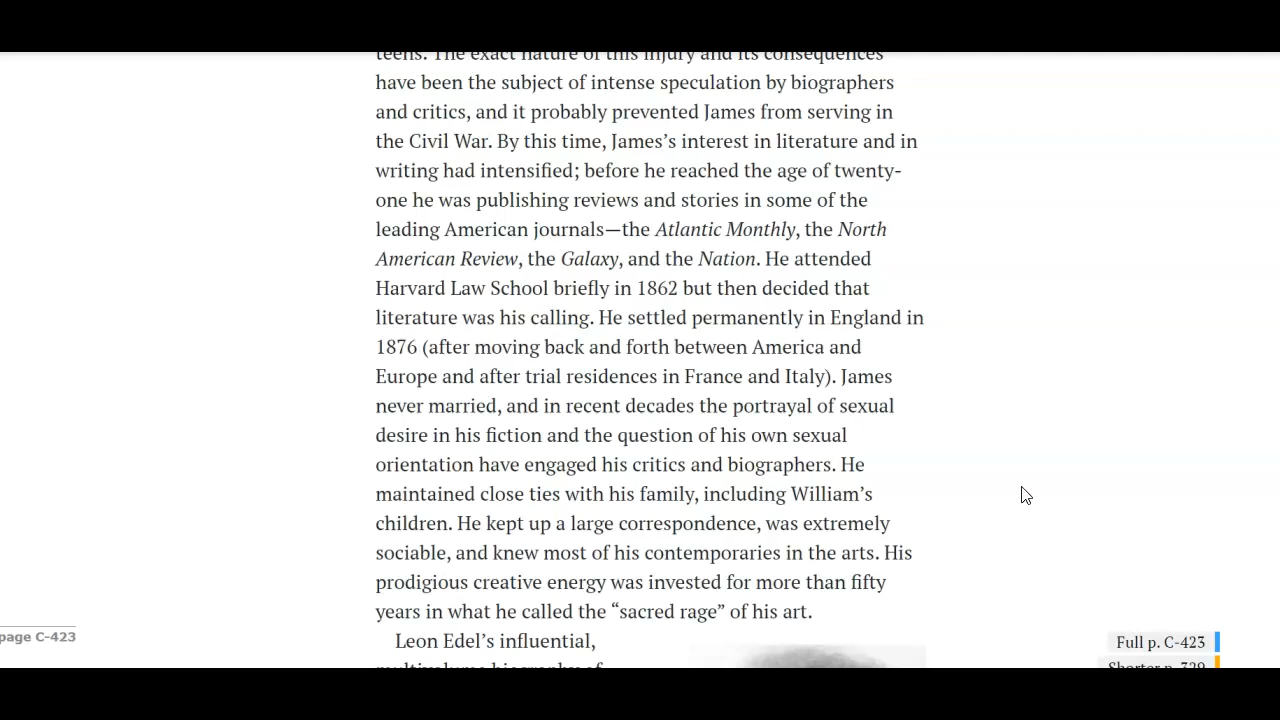 teens. The exact nature of this injury and its consequences
have been the subject of intense speculation by biographers
and critics, and it probably prevented James from serving in
the Civil War. By this time, James’s interest in literature and in
writing had intensified; before he reached the age of twenty-
one he was publishing reviews and stories in some of the
leading American journals—the Atlantic Monthly, the North
American Review, the Galaxy, and the Nation. He attended
Harvard Law School briefly in 1862 but then decided that
literature was his calling. He settled permanently in England in
1876 (after moving back and forth between America and
Europe and after trial residences in France and Italy). James
never married, and in recent decades the portrayal of sexual
desire in his fiction and the question of his own sexual
orientation have engaged his critics and biographers. He
maintained close ties with his family, including William’s
children. He kept up a large correspondence, was extremely
sociable, and knew most of his contemporaries in the arts. His
prodigious creative energy was invested for more than fifty
years in what he called the “sacred rage” of his art.
Leon Edel’s influential,
multivolume biography of
page C-423
Full p. C-423
Shorter p. 329